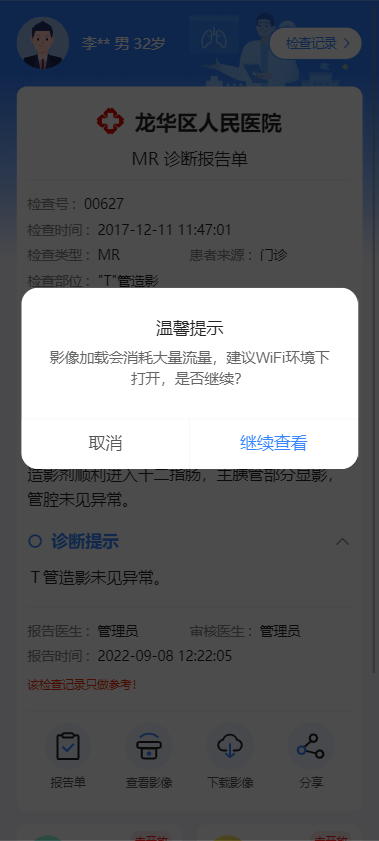 李** 男 32岁
检查记录
龙华区人民医院
MR 诊断报告单
检查号：00627
检查时间：2017-12-11 11:47:01
检查类型：MR 患者来源：门诊
检查部位："T"管造影
温馨提示
影像加载会消耗大量流量，建议WiFi环境下
打开，是否继续？
取消 继续查看
造影剂顺利进入十二指肠，主胰管部分显影，
管腔未见异常。
诊断提示
T管造影未见异常。
报告医生：管理员 审核医生：管理员
报告时间：2022-09-08 12:22:05
该检查记录只做参考！
报告单 查看影像 下载影像 分享
未开放 未开放